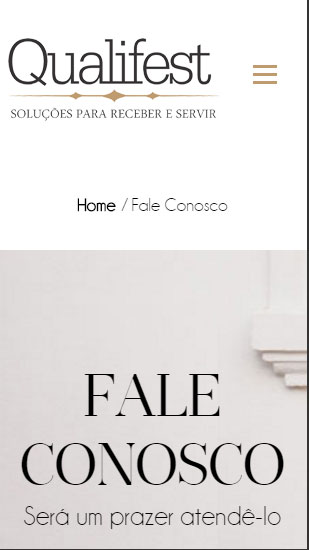 Qualifest
SOLUÇÕES PARA RECEBER E SERVIR
Home / Fale Conosco
FALE
CONOSCO
Será um prazer atendê-lo